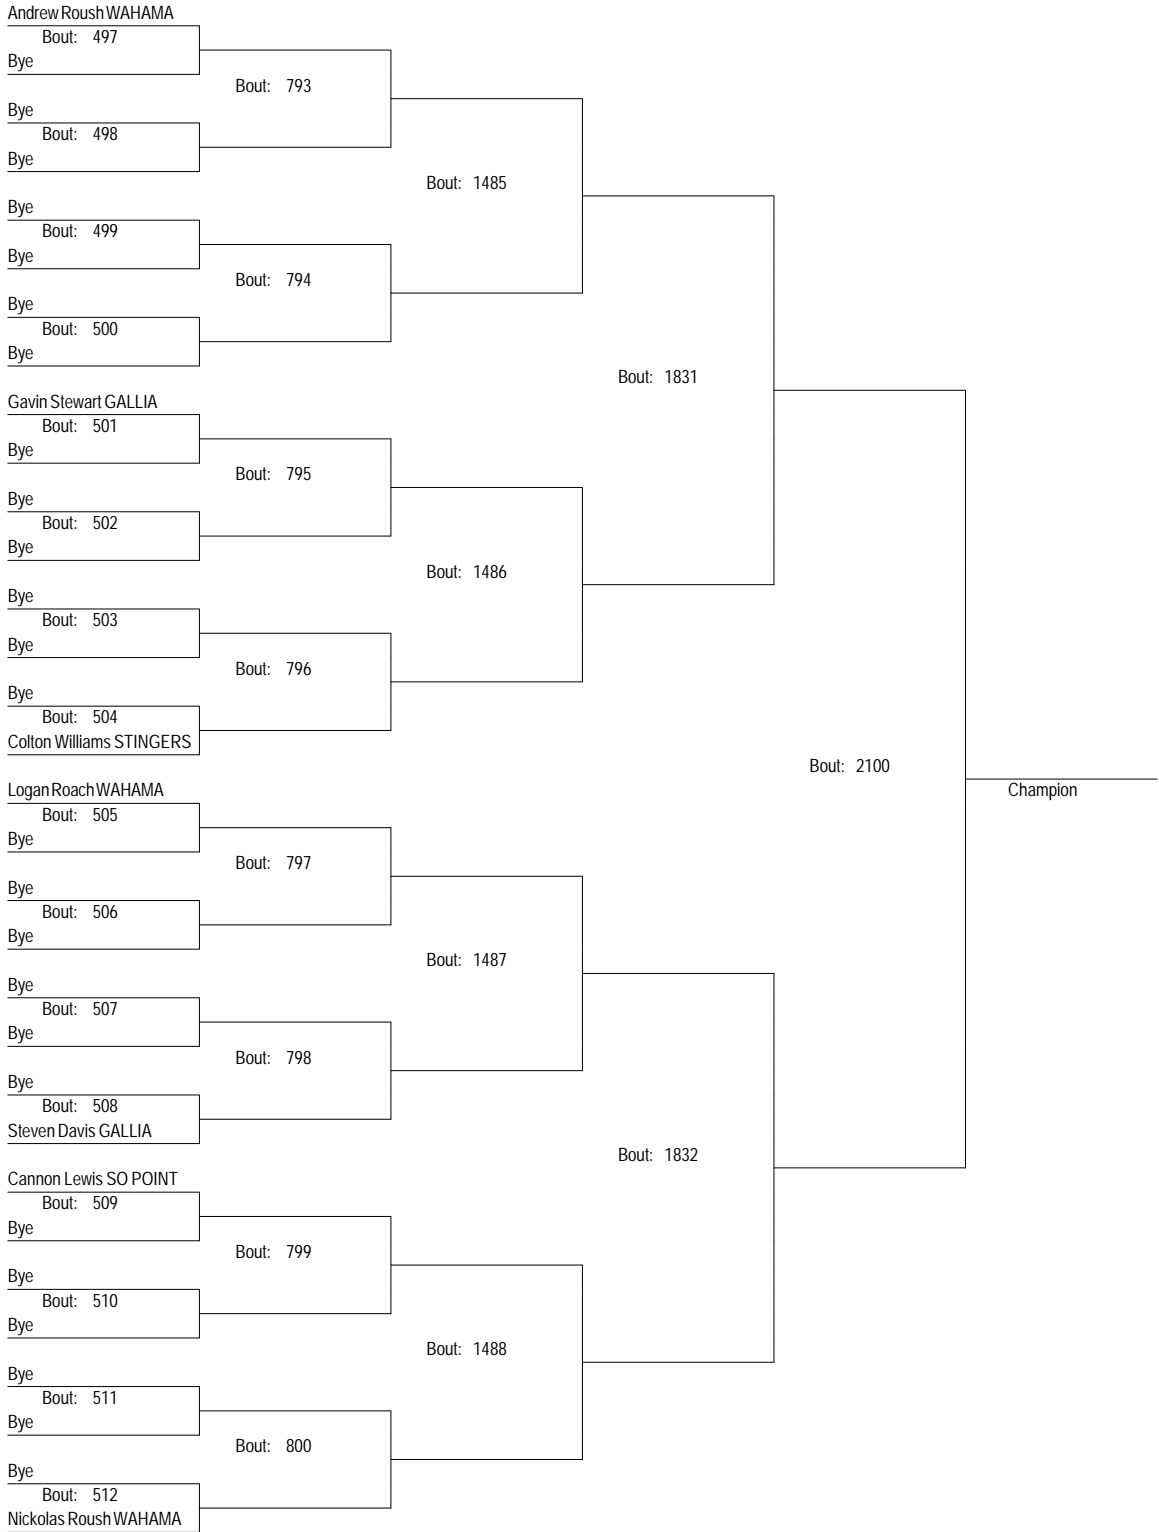 Andrew Roush WAHAMA
Bout: 497
Bye
Bout: 793
Bye
Bout: 498
Bye
Bout: 1485
Bye
Bout: 499
Bye
Bout: 794
Bye
Bout: 500
Bye
Bout: 1831
Gavin Stewart GALLIA
Bout: 501
Bye
Bout: 795
Bye
Bout: 502
Bye
Bout: 1486
Bye
Bout: 503
Bye
Bout: 796
Bye
Bout: 504
Colton Williams STINGERS
Bout: 2100
Champion
Logan Roach WAHAMA
Bout: 505
Bye
Bout: 797
Bye
Bout: 506
Bye
Bout: 1487
Bye
Bout: 507
Bye
Bout: 798
Bye
Bout: 508
Steven Davis GALLIA
Bout: 1832
Cannon Lewis SO POINT
Bout: 509
Bye
Bout: 799
Bye
Bout: 510
Bye
Bout: 1488
Bye
Bout: 511
Bye
Bout: 800
Bye
Bout: 512
Nickolas Roush WAHAMA